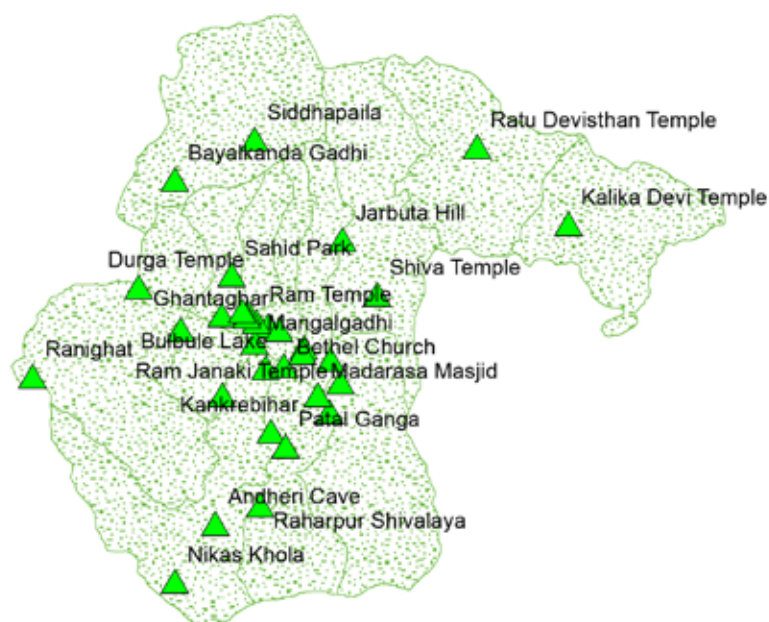 Siddhapaila
Ratu Devisthan Temple
Bayalkanda Gadhi
Kalika Devi Temple
Jarbuta Hill
Sahid Park
Durga Temple
Shiva Temple
Ghantaghar
Ram Temple
Mangalgadhi
Bulbule Lake
Bethel Church
Ranighat
Ram Janaki Temple
Madarasa Masjid
Kankrebihar
Patal Ganga
Andheri Cave
Raharpur Shivalaya
Nikas Khola